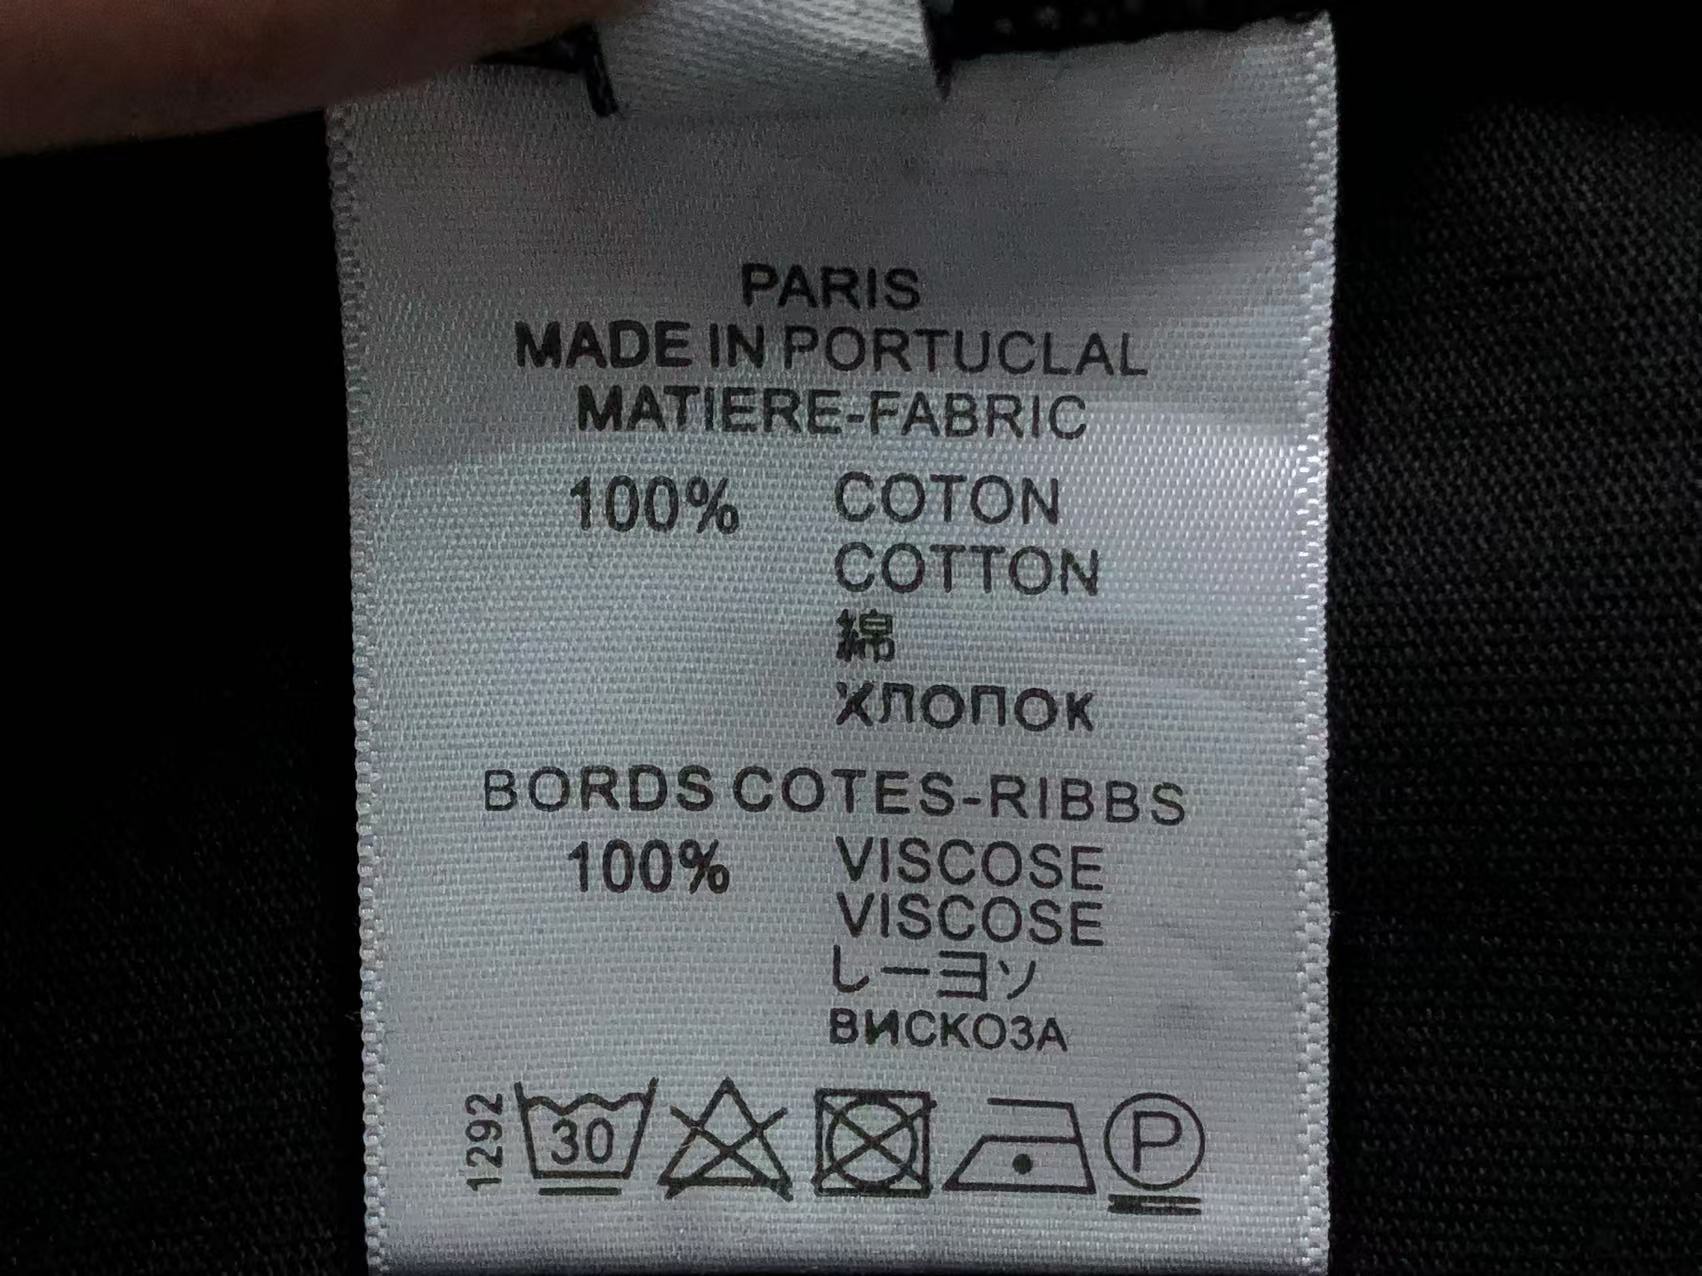 PARIS
MADE IN PORTUCLAL
MATIERE-FABRIC
100% COTON
COTTON
綿
ХЛОПОК
BORDS COTES-RIBBS
100% VISCOSE
VISCOSE
しーヨソ
ВИСКОЗА
1292 30 P